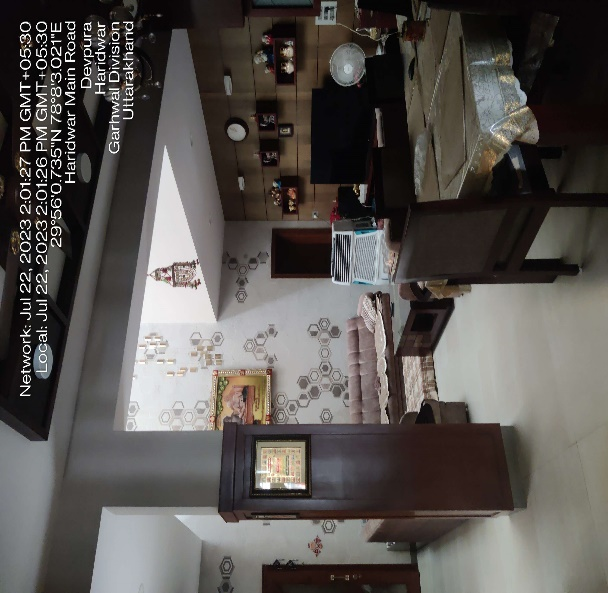 Network: Jul 22, 2023 2:01:27 PM GMT+05:30
Local: Jul 22, 2023 2:01:26 PM GMT+05:30
29°56'0.735"N 78°8'3.021"E
Haridwar Main Road
Devpura
Haridwar
Garhwal Division
Uttarakhand